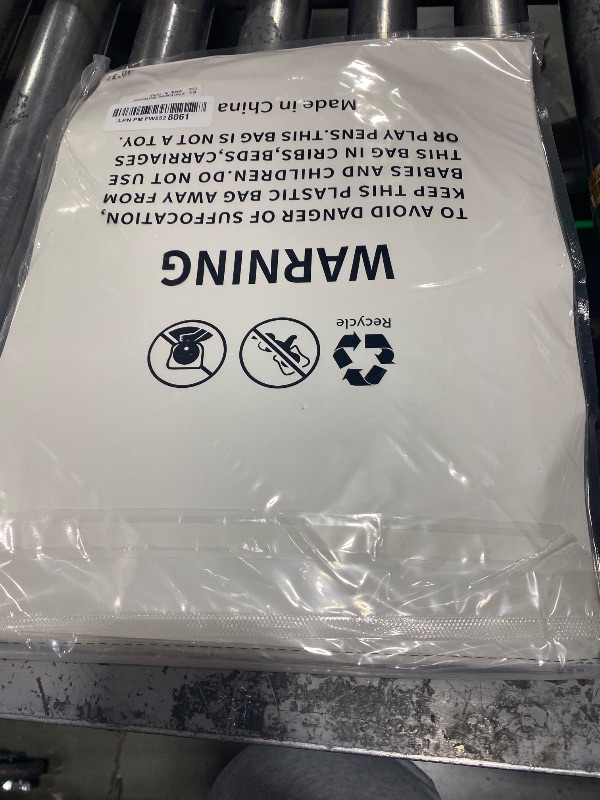 Recycle
WARNING
TO AVOID DANGER OF SUFFOCATION,
KEEP THIS PLASTIC BAG AWAY FROM
BABIES AND CHILDREN.DO NOT USE
THIS BAG IN CRIBS,BEDS,CARRIAGES
OR PLAY PENS.THIS BAG IS NOT A TOY.
Made in China
8061